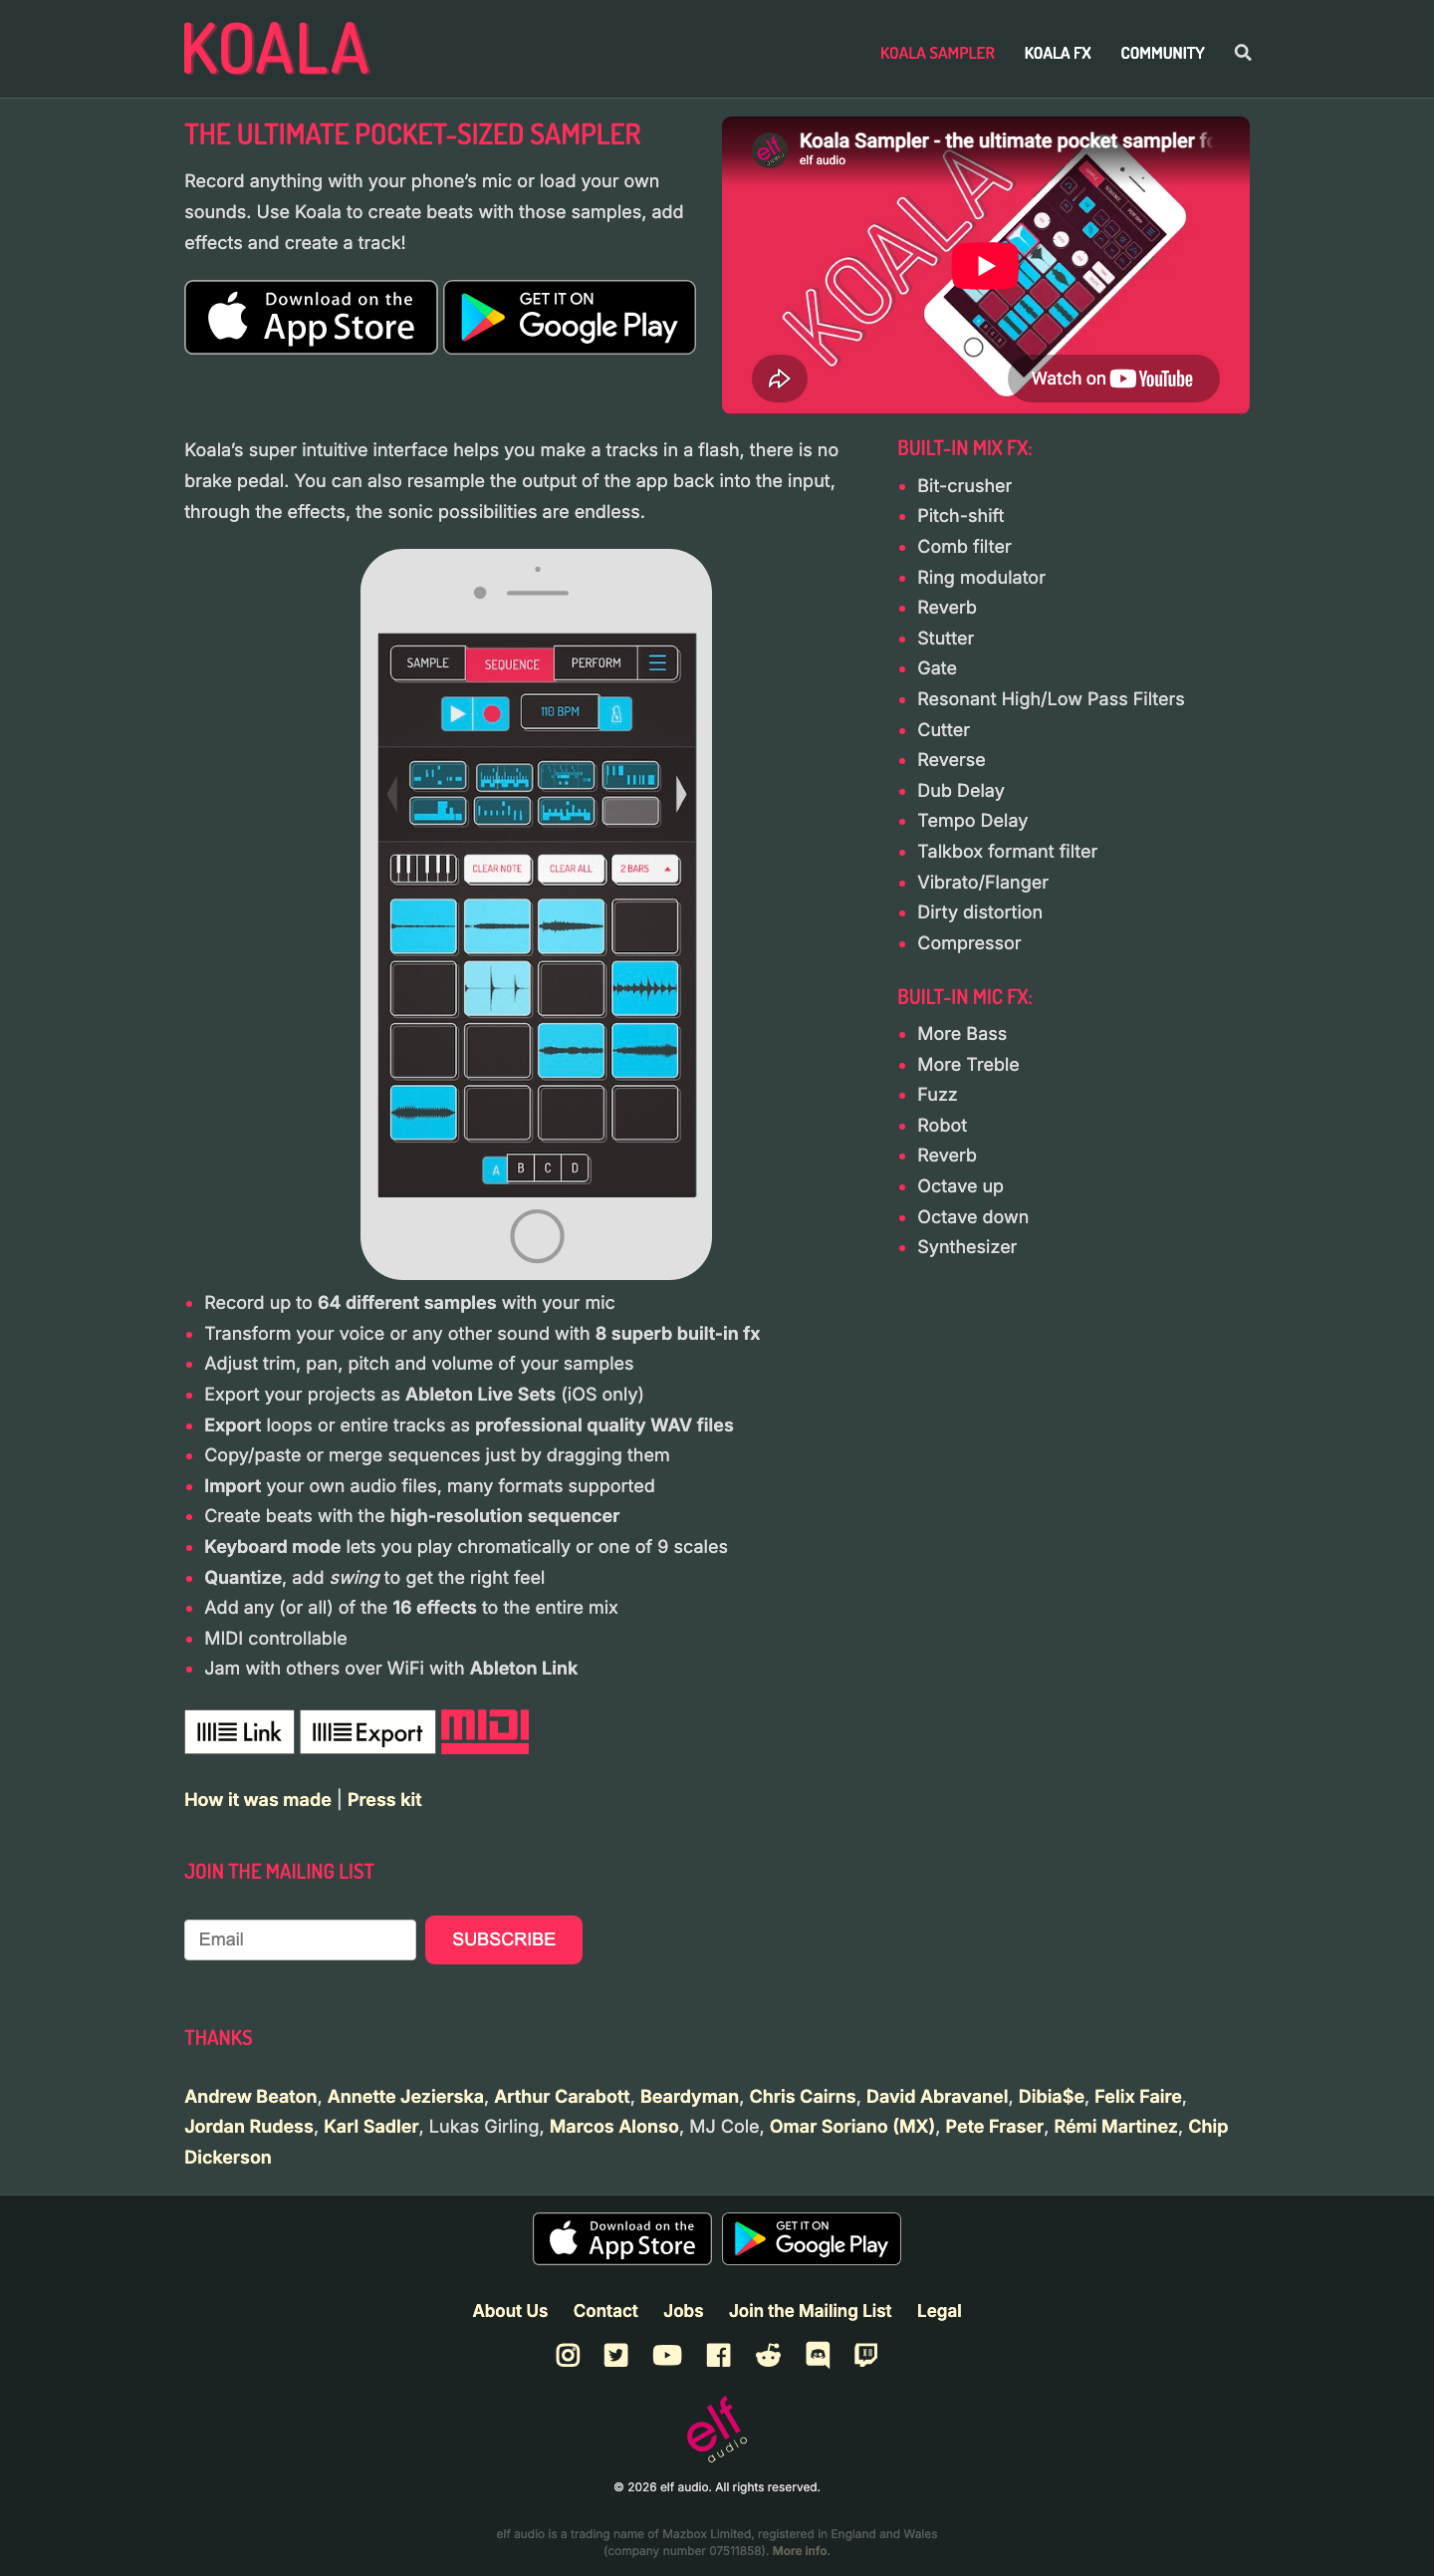 KOALA
KOALA SAMPLER
KOALA FX
COMMUNITY
THE ULTIMATE POCKET-SIZED SAMPLER
Record anything with your phone’s mic or load your own
sounds. Use Koala to create beats with those samples, add
effects and create a track!
Download on the
App Store
GET IT ON
Google Play
elf audio
Koala Sampler - the ultimate pocket sampler fo
elf audio
KOALA
Watch on YouTube
Koala’s super intuitive interface helps you make a tracks in a flash, there is no
brake pedal. You can also resample the output of the app back into the input,
through the effects, the sonic possibilities are endless.
SAMPLE
SEQUENCE
PERFORM
110 BPM
CLEAR NOTE
CLEAR ALL
2 BARS
A
B
C
D
Record up to 64 different samples with your mic
Transform your voice or any other sound with 8 superb built-in fx
Adjust trim, pan, pitch and volume of your samples
Export your projects as Ableton Live Sets (iOS only)
Export loops or entire tracks as professional quality WAV files
Copy/paste or merge sequences just by dragging them
Import your own audio files, many formats supported
Create beats with the high-resolution sequencer
Keyboard mode lets you play chromatically or one of 9 scales
Quantize, add swing to get the right feel
Add any (or all) of the 16 effects to the entire mix
MIDI controllable
Jam with others over WiFi with Ableton Link
Link
Export
MIDI
How it was made | Press kit
BUILT-IN MIX FX:
Bit-crusher
Pitch-shift
Comb filter
Ring modulator
Reverb
Stutter
Gate
Resonant High/Low Pass Filters
Cutter
Reverse
Dub Delay
Tempo Delay
Talkbox formant filter
Vibrato/Flanger
Dirty distortion
Compressor
BUILT-IN MIC FX:
More Bass
More Treble
Fuzz
Robot
Reverb
Octave up
Octave down
Synthesizer
JOIN THE MAILING LIST
Email
SUBSCRIBE
THANKS
Andrew Beaton, Annette Jezierska, Arthur Carabott, Beardyman, Chris Cairns, David Abravanel, Dibia$e, Felix Faire,
Jordan Rudess, Karl Sadler, Lukas Girling, Marcos Alonso, MJ Cole, Omar Soriano (MX), Pete Fraser, Rémi Martinez, Chip
Dickerson
Download on the
App Store
GET IT ON
Google Play
About Us
Contact
Jobs
Join the Mailing List
Legal
elf
audio
© 2026 elf audio. All rights reserved.
elf audio is a trading name of Mazbox Limited, registered in England and Wales
(company number 07511858). More info.